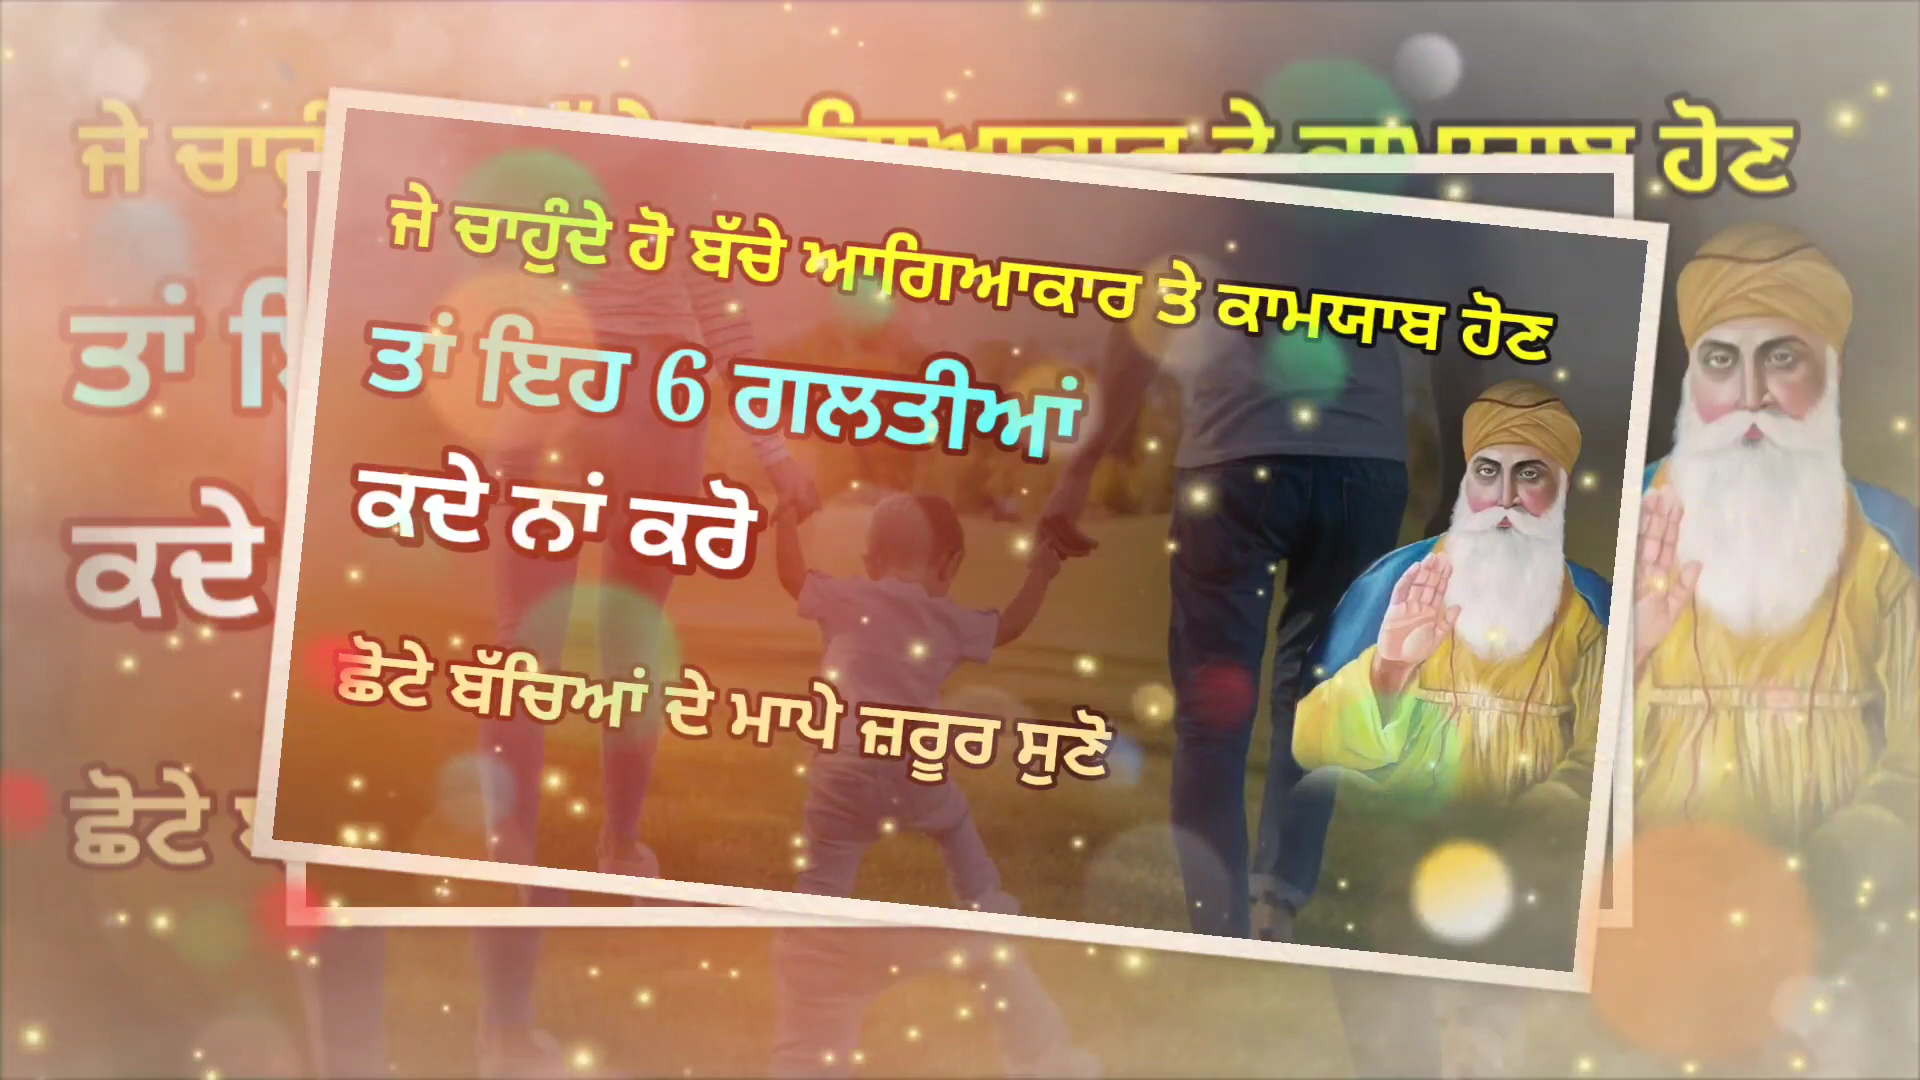 ਜੇ ਚਾਹੁੰਦੇ ਹੋ ਬੱਚੇ ਆਗਿਆਕਾਰ ਤੇ ਕਾਮਯਾਬ ਹੋਣ
ਤਾਂ ਇਹ 6 ਗਲਤੀਆਂ
ਕਦੇ ਨਾਂ ਕਰੋ
ਛੋਟੇ ਬੱਚਿਆਂ ਦੇ ਮਾਪੇ ਜ਼ਰੂਰ ਸੁਣੋ